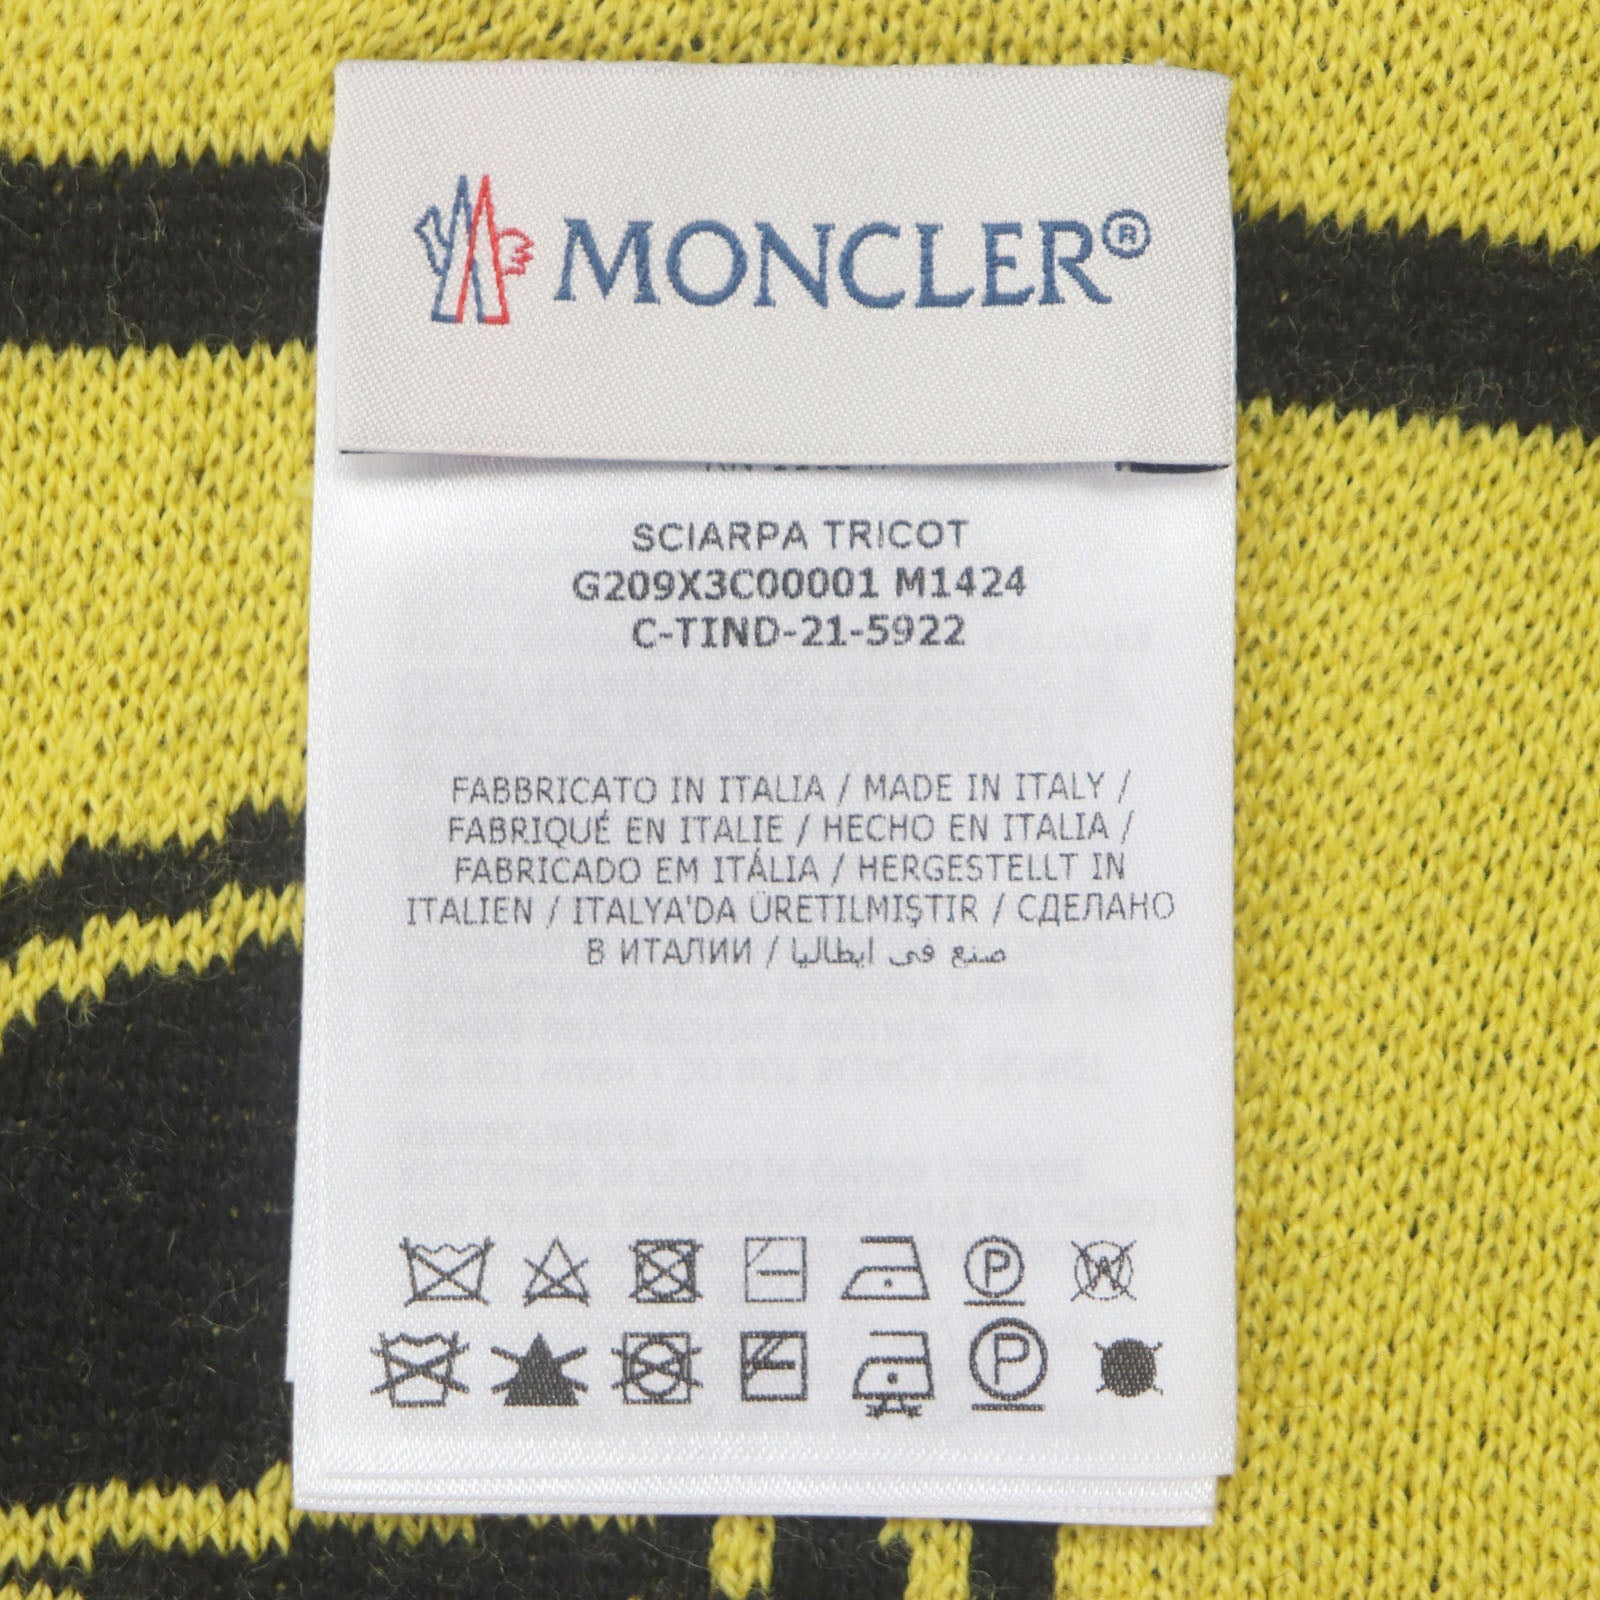 MONCLER®
SCIARPA TRICOT
G209X3C00001 M1424
C-TIND-21-5922
FABBRICATO IN ITALIA / MADE IN ITALY /
FABRIQUÉ EN ITALIE / HECHO EN ITALIA /
FABRICADO EM ITÁLIA / HERGESTELLT IN
ITALIEN / ITALYA'DA ÜRETILMIŞTIR / СДЕЛАНО
В ИТАЛИИ / صنع في ايطاليا
P W
P